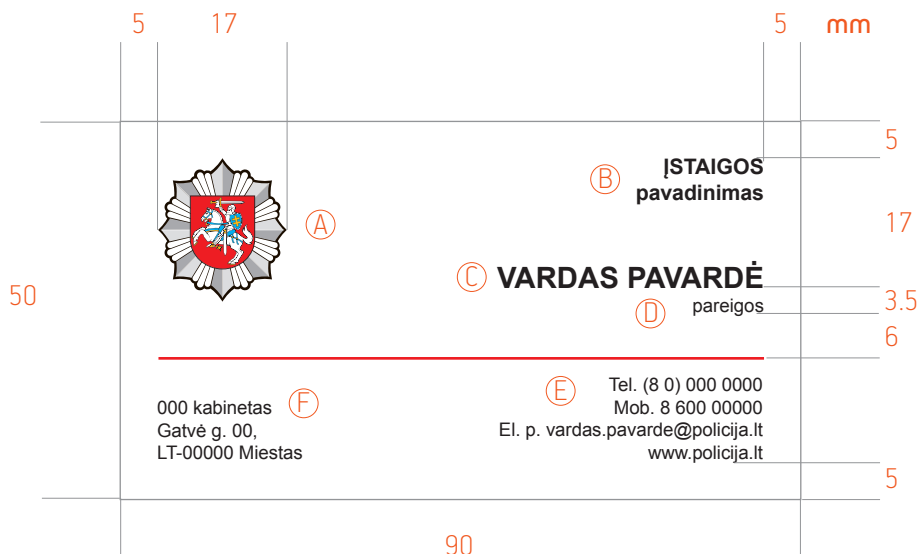 5 17 5 mm
5
ĮSTAIGOS
B
pavadinimas
A
17
C VARDAS PAVARDĖ
50
3.5
D pareigos
6
E Tel. (8 0) 000 0000
000 kabinetas F
Mob. 8 600 00000
Gatvė g. 00,
El. p. vardas.pavarde@policija.lt
LT-00000 Miestas
www.policija.lt
5
90